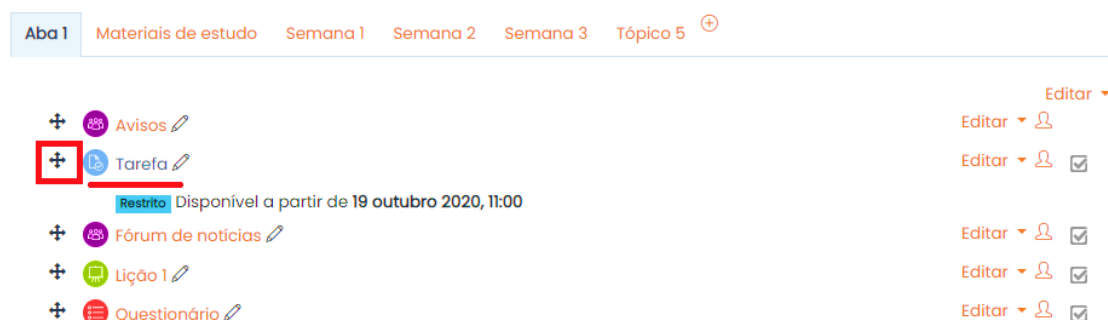 Aba 1 Materiais de estudo Semana 1 Semana 2 Semana 3 Tópico 5
Editar
Avisos Editar
Tarefa Editar
Restrito Disponível a partir de 19 outubro 2020, 11:00
Fórum de notícias Editar
Lição 1 Editar
Questionário Editar